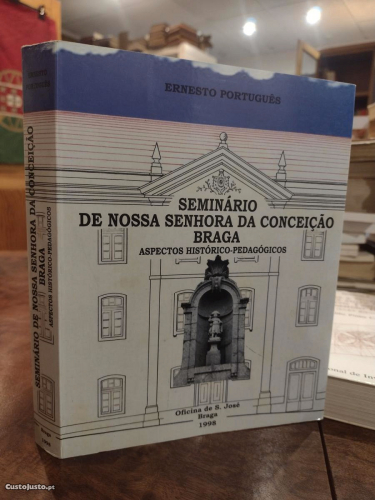 ERNESTO PORTUGUÊS
SEMINÁRIO
DE NOSSA SENHORA DA CONCEIÇÃO
BRAGA
ASPECTOS HISTÓRICO-PEDAGÓGICOS
Oficina de S. José
Braga
1998
SEMINÁRIO DE NOSSA SENHORA DA CONCEIÇÃO
BRAGA
ASPECTOS HISTÓRICO-PEDAGÓGICOS
CustoJusto.pt